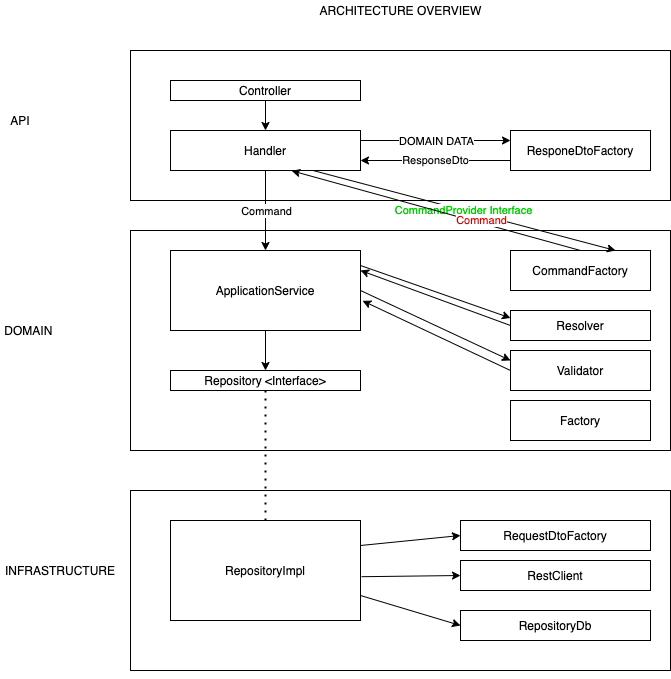 ARCHITECTURE OVERVIEW
API
Controller
Handler
DOMAIN DATA
ResponseDto
ResponeDtoFactory
Command
CommandProvider Interface
Command
DOMAIN
ApplicationService
CommandFactory
Resolver
Validator
Repository <Interface>
Factory
INFRASTRUCTURE
RepositoryImpl
RequestDtoFactory
RestClient
RepositoryDb